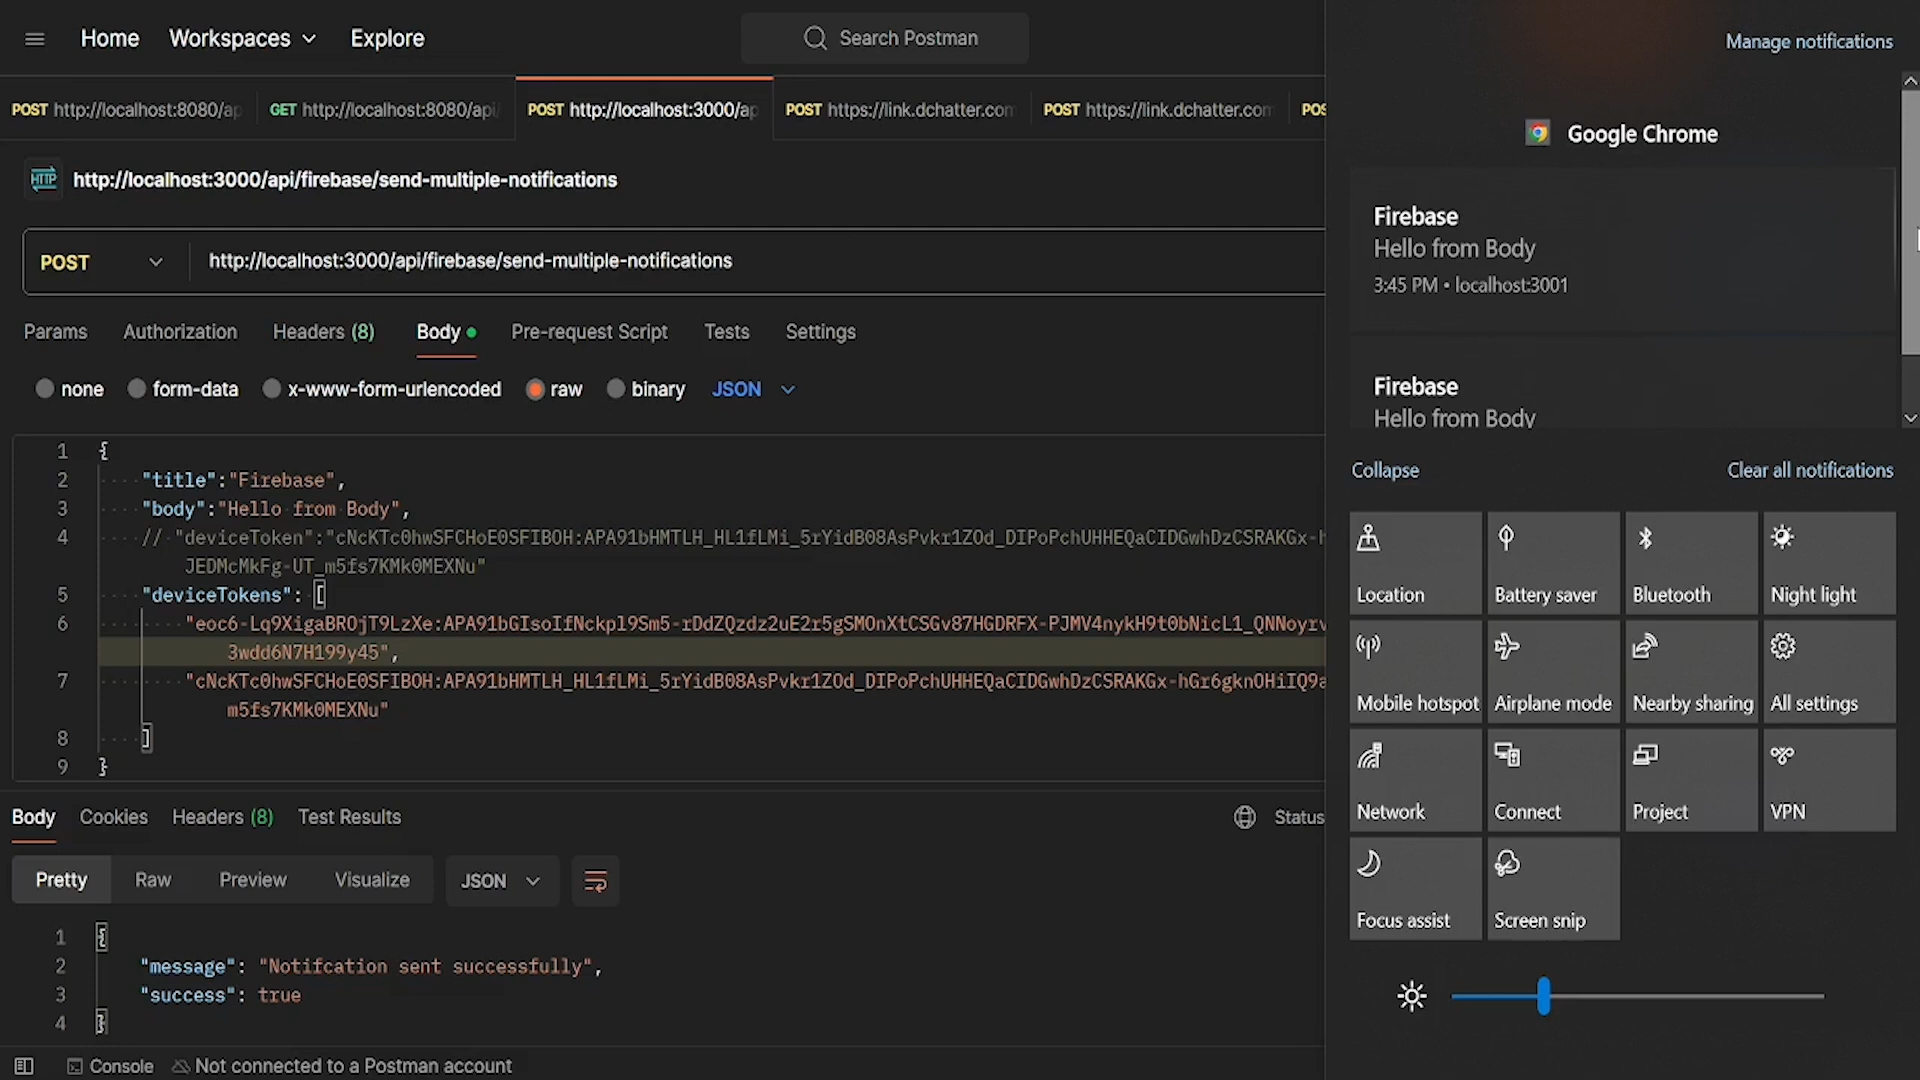 Home Workspaces Explore Search Postman
POST http://localhost:8080/ap GET http://localhost:8080/api/ POST http://localhost:3000/ap POST https://link.dchatter.com POST https://link.dchatter.com POS
HTTP http://localhost:3000/api/firebase/send-multiple-notifications
POST http://localhost:3000/api/firebase/send-multiple-notifications
Params Authorization Headers (8) Body Pre-request Script Tests Settings
none form-data x-www-form-urlencoded raw binary JSON
1 {
2 "title":"Firebase",
3 "body":"Hello from Body",
4 // "deviceToken":"cNcKTc0hwSFCHoE0SFIBOH:APA91bHMTLH_HL1fLMi_5rYidB08AsPvkr1ZOd_DIPoPchUHHEQaCIDGwhDzCSRAKGx-h
JEDMcMkFg-UT_m5fs7KMk0MEXNu"
5 "deviceTokens": [
6 "eoc6-Lq9XigaBROjT9LzXe:APA91bGIsoIfNckpl9Sm5-rDdZQzdz2uE2r5gSMOnXtCSGv87HGDRFX-PJMV4nykH9t0bNicL1_QNNoyrv
3wdd6N7H199y45",
7 "cNcKTc0hwSFCHoE0SFIBOH:APA91bHMTLH_HL1fLMi_5rYidB08AsPvkr1ZOd_DIPoPchUHHEQaCIDGwhDzCSRAKGx-hGr6gknOHiIQ9a
m5fs7KMk0MEXNu"
8 ]
9 }
Body Cookies Headers (8) Test Results Status
Pretty Raw Preview Visualize JSON
1 {
2 "message": "Notifcation sent successfully",
3 "success": true
4 }
Console Not connected to a Postman account
Manage notifications
Google Chrome
Firebase
Hello from Body
3:45 PM • localhost:3001
Firebase
Hello from Body
Collapse Clear all notifications
Location Battery saver Bluetooth Night light
Mobile hotspot Airplane mode Nearby sharing All settings
Network Connect Project VPN
Focus assist Screen snip